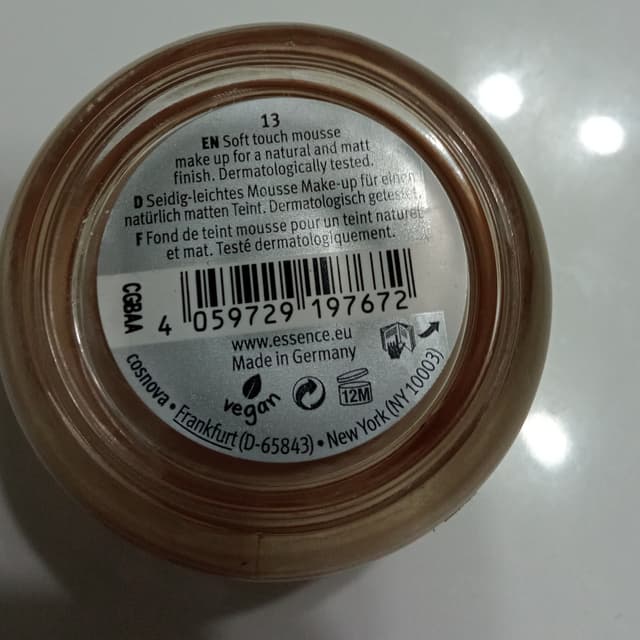 13
EN Soft touch mousse
make up for a natural and matt
finish. Dermatologically tested.
D Seidig-leichtes Mousse Make-up für einen
natürlich matten Teint. Dermatologisch getestet.
F Fond de teint mousse pour un teint naturel
et mat. Testé dermatologiquement.
CGBAA
4 059729 197672
www.essence.eu
Made in Germany
vegan
12M
cosnova • Frankfurt (D-65843) • New York (NY 10003)